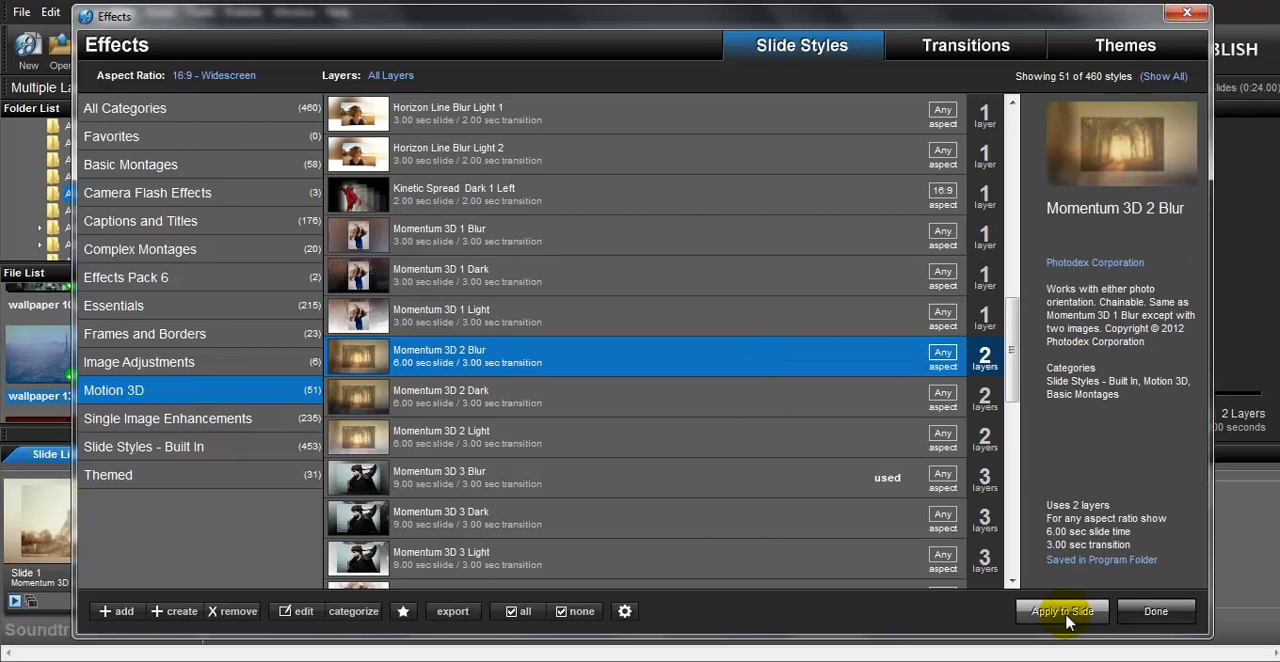 File Edit
Effects
New Open
Effects
Slide Styles
Transitions
Themes
BLISH
Aspect Ratio: 16:9 - Widescreen
Layers: All Layers
Showing 51 of 460 styles (Show All)
Multiple La
lides (0:24.00)
Folder List
All Categories (460)
Favorites (0)
Basic Montages (58)
Camera Flash Effects (3)
Captions and Titles (176)
Complex Montages (20)
Effects Pack 6 (2)
Essentials (215)
Frames and Borders (23)
Image Adjustments (6)
Motion 3D (51)
Single Image Enhancements (235)
Slide Styles - Built In (453)
Themed (31)
Horizon Line Blur Light 1
3.00 sec slide / 2.00 sec transition
Any aspect
1 layer
Horizon Line Blur Light 2
3.00 sec slide / 2.00 sec transition
Any aspect
1 layer
Kinetic Spread Dark 1 Left
2.00 sec slide / 2.00 sec transition
16:9 aspect
1 layer
Momentum 3D 1 Blur
3.00 sec slide / 3.00 sec transition
Any aspect
1 layer
Momentum 3D 1 Dark
3.00 sec slide / 3.00 sec transition
Any aspect
1 layer
Momentum 3D 1 Light
3.00 sec slide / 3.00 sec transition
Any aspect
1 layer
Momentum 3D 2 Blur
6.00 sec slide / 3.00 sec transition
Any aspect
2 layers
Momentum 3D 2 Dark
6.00 sec slide / 3.00 sec transition
Any aspect
2 layers
Momentum 3D 2 Light
6.00 sec slide / 3.00 sec transition
Any aspect
2 layers
Momentum 3D 3 Blur
9.00 sec slide / 3.00 sec transition
used
Any aspect
3 layers
Momentum 3D 3 Dark
9.00 sec slide / 3.00 sec transition
Any aspect
3 layers
Momentum 3D 3 Light
9.00 sec slide / 3.00 sec transition
Any aspect
3 layers
Momentum 3D 2 Blur
Photodex Corporation
Works with either photo
orientation. Chainable. Same as
Momentum 3D 1 Blur except with
two images. Copyright © 2012
Photodex Corporation
Categories
Slide Styles - Built In, Motion 3D,
Basic Montages
Uses 2 layers
For any aspect ratio show
6.00 sec slide time
3.00 sec transition
Saved in Program Folder
File List
wallpaper 10
wallpaper 13
2 Layers
Slide Li
Slide 1
Momentum 3D
Soundtr
add
create
X remove
edit
categorize
export
all
none
Apply to Slide
Done